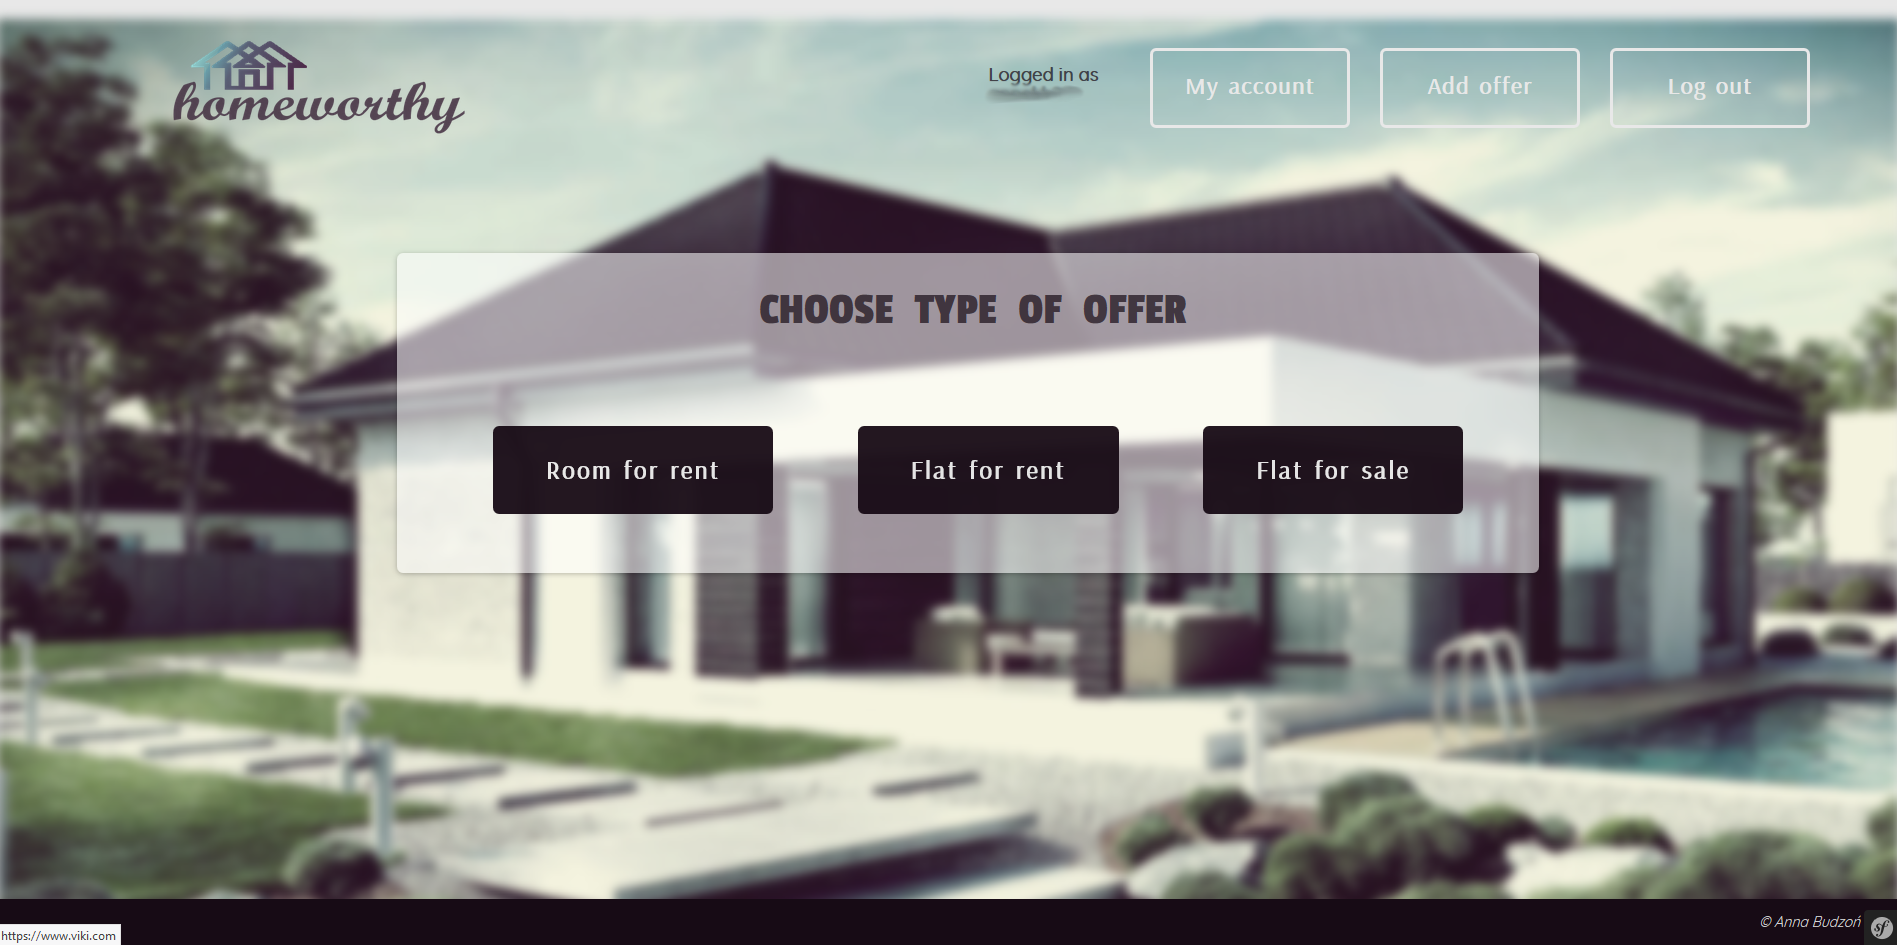 homeworthy
Logged in as
My account
Add offer
Log out
CHOOSE TYPE OF OFFER
Room for rent
Flat for rent
Flat for sale
© Anna Budzoń
sf
https://www.viki.com